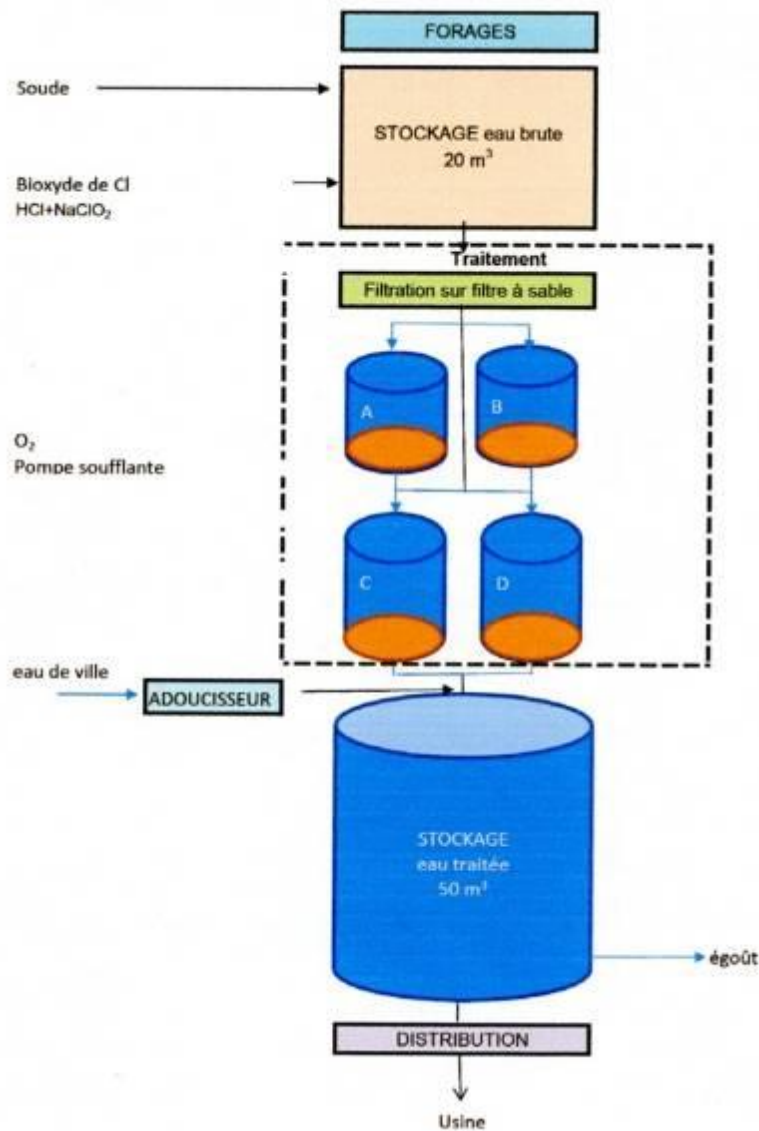 FORAGES
Soude
STOCKAGE eau brute
20 m³
Bioxyde de Cl
HCl+NaClO₂
Traitement
Filtration sur filtre à sable
A
B
O₂
Pompe soufflante
C
D
eau de ville
ADOUCISSEUR
STOCKAGE
eau traitée
50 m³
égoût
DISTRIBUTION
Usine